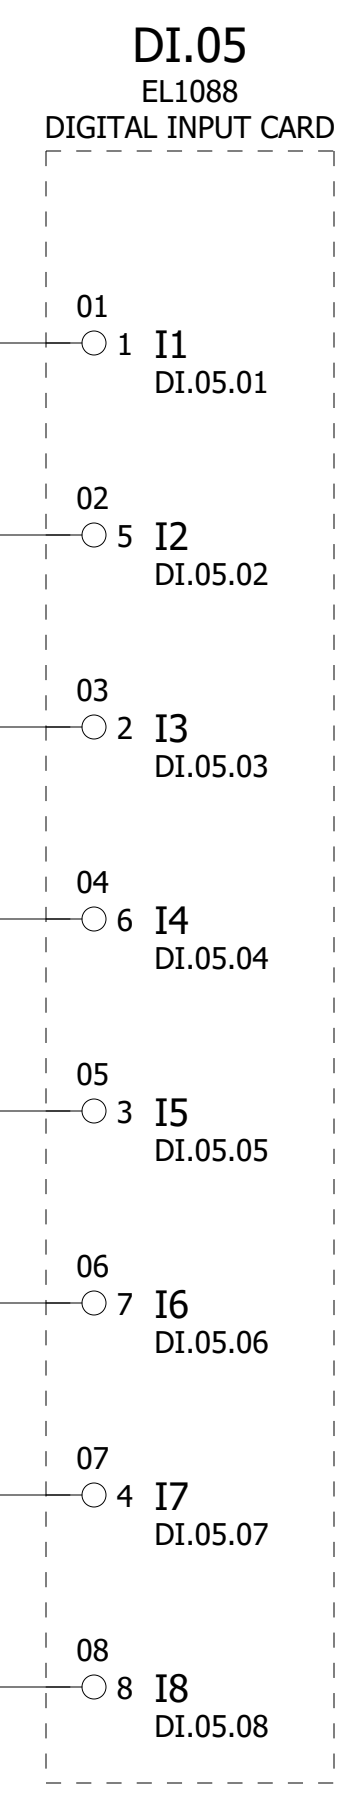 DI.05
EL1088
DIGITAL INPUT CARD
01
1 I1
DI.05.01
02
5 I2
DI.05.02
03
2 I3
DI.05.03
04
6 I4
DI.05.04
05
3 I5
DI.05.05
06
7 I6
DI.05.06
07
4 I7
DI.05.07
08
8 I8
DI.05.08